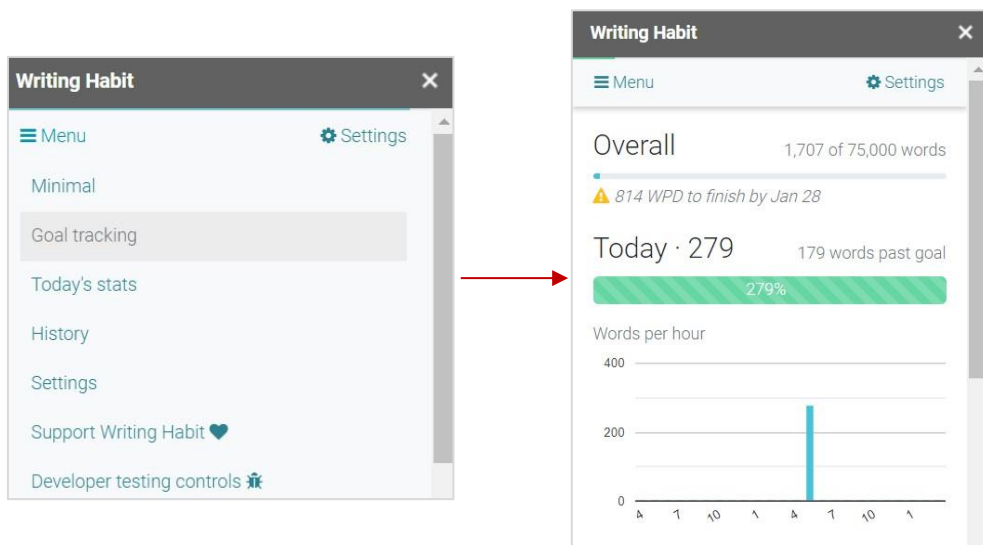 Writing Habit ×
Menu Settings
Minimal
Goal tracking
Today's stats
History
Settings
Support Writing Habit
Developer testing controls
Writing Habit ×
Menu Settings
Overall 1,707 of 75,000 words
814 WPD to finish by Jan 28
Today · 279 179 words past goal
279%
Words per hour
400
200
0
4 7 10 1 4 7 10 1